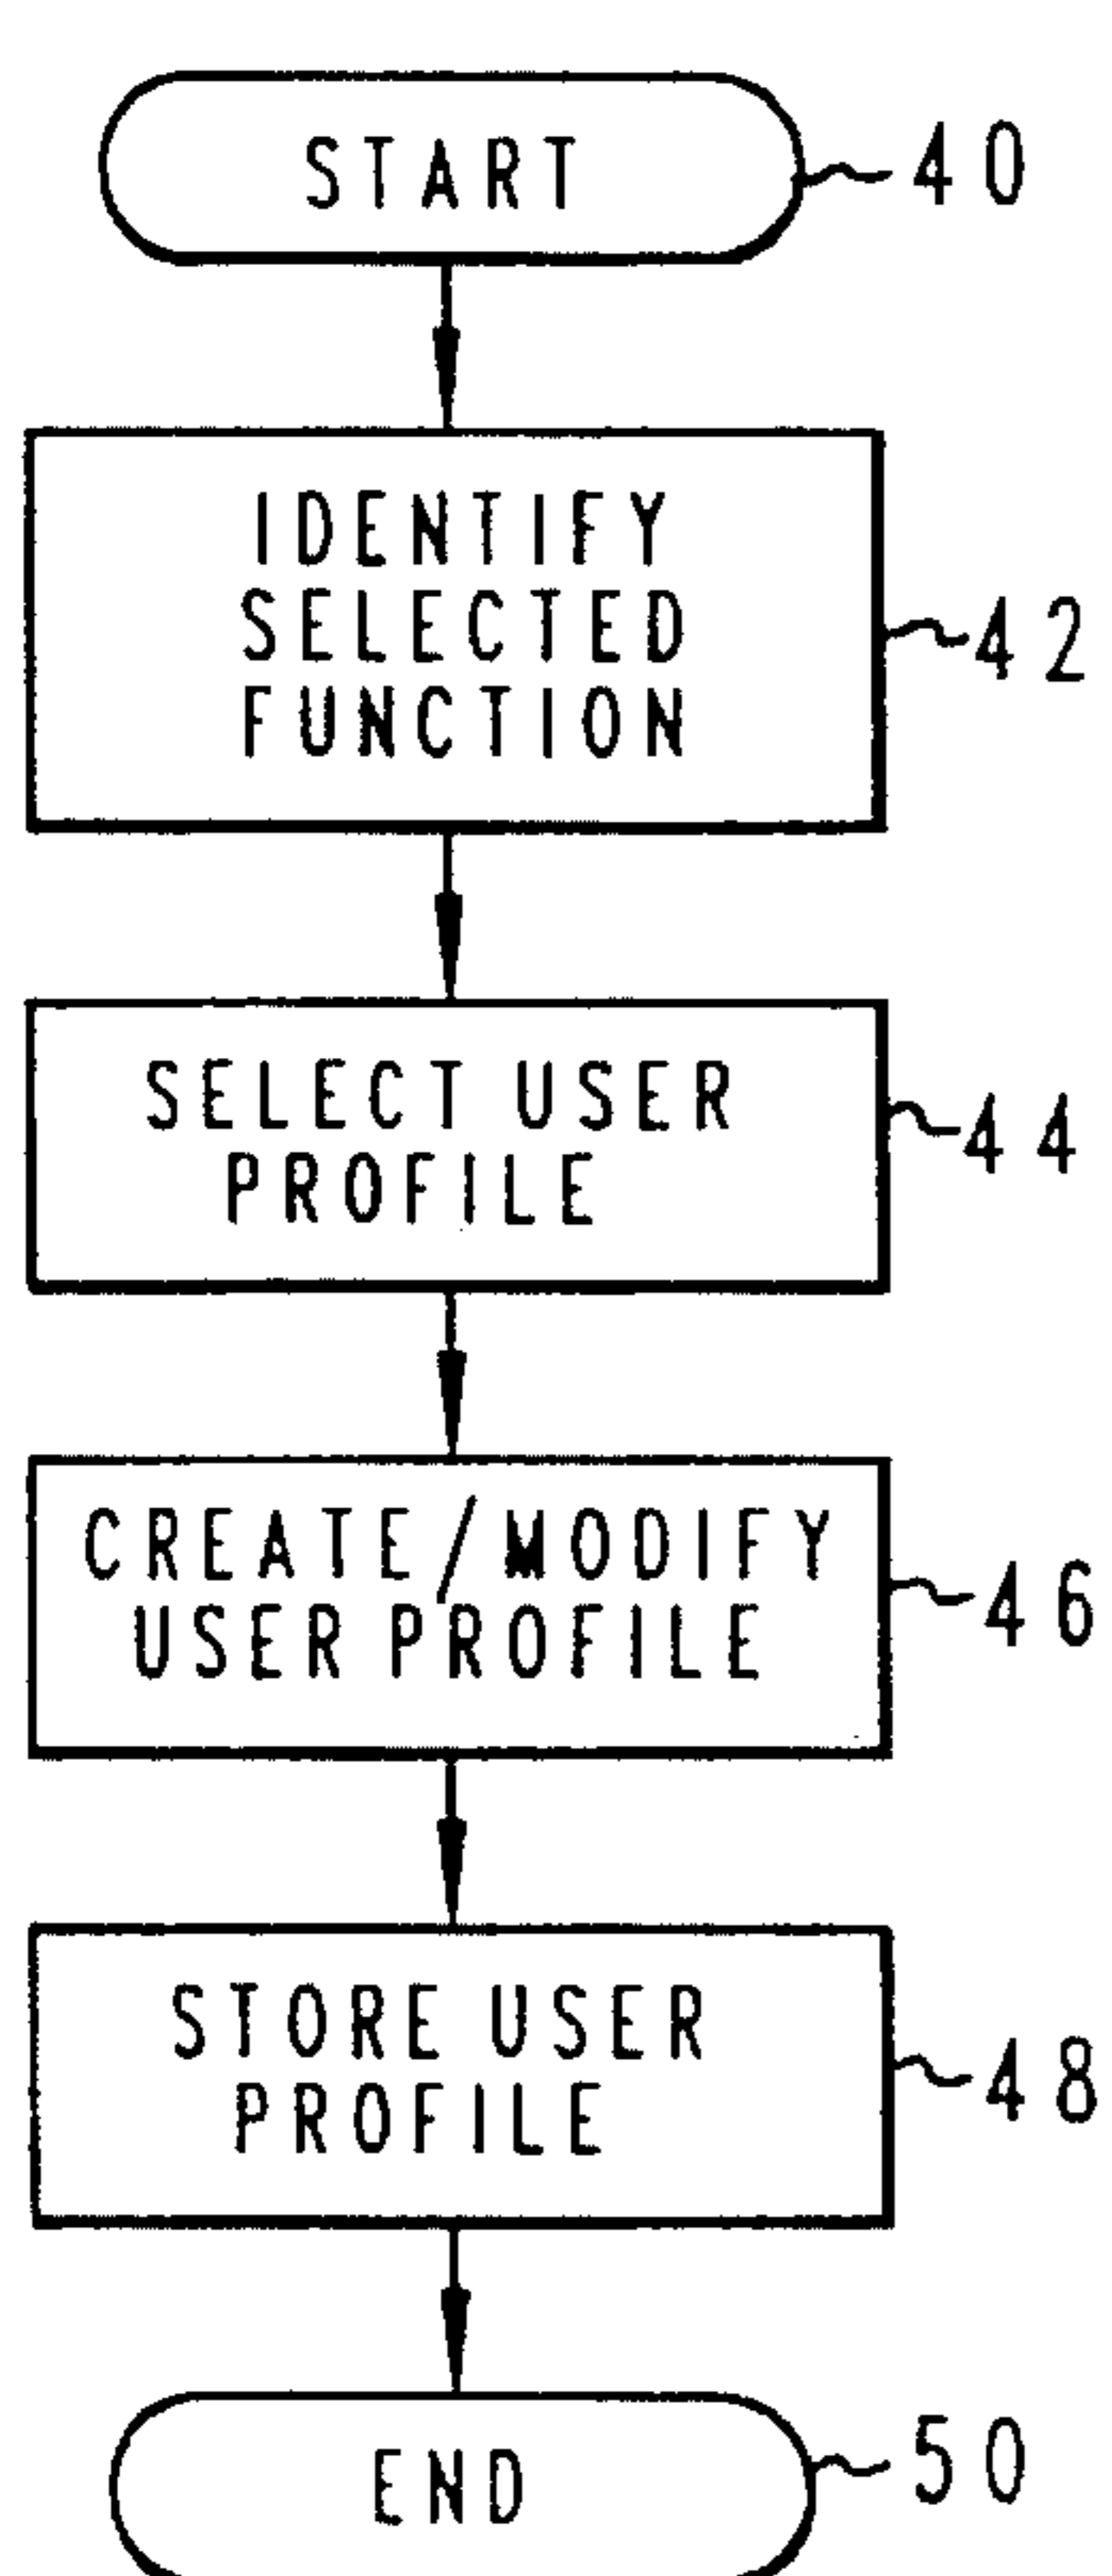 START
40
IDENTIFY
SELECTED
FUNCTION
42
SELECT USER
PROFILE
44
CREATE/MODIFY
USER PROFILE
46
STORE USER
PROFILE
48
END
50